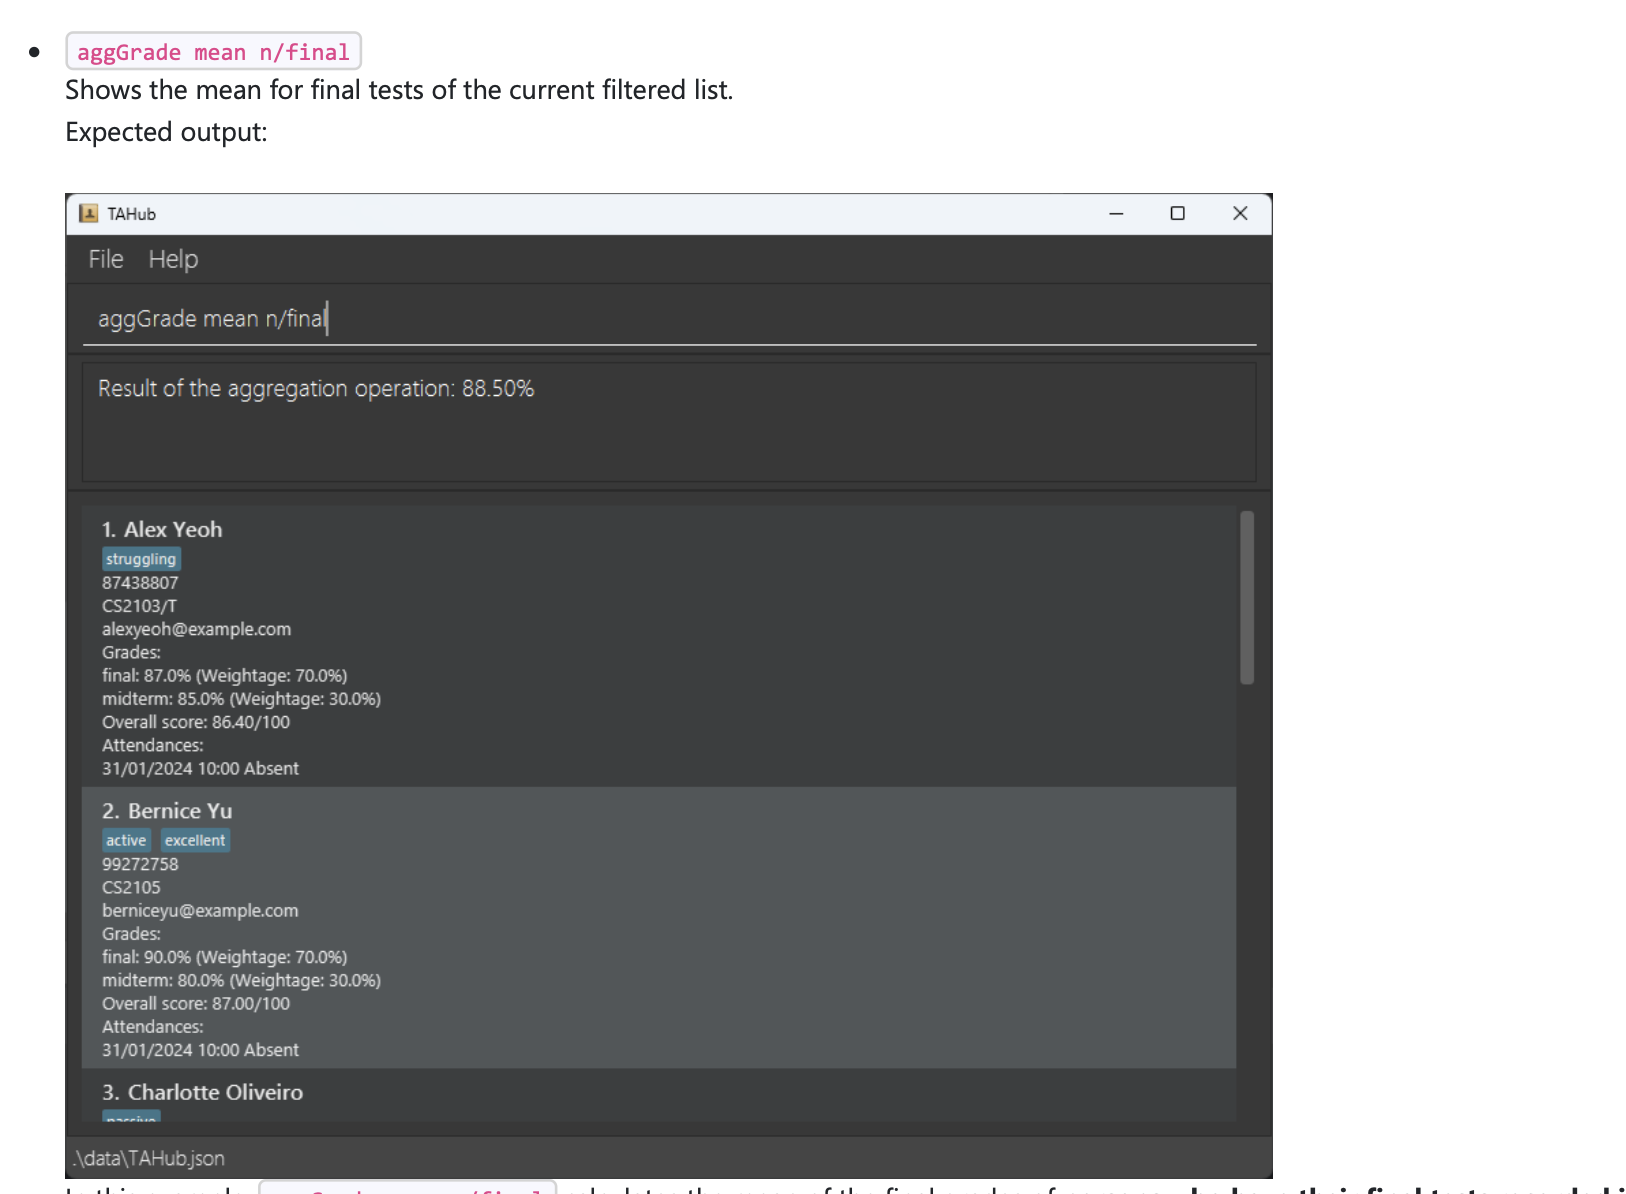 aggGrade mean n/final
Shows the mean for final tests of the current filtered list.
Expected output:
TAHub
File Help
aggGrade mean n/final
Result of the aggregation operation: 88.50%
1. Alex Yeoh
struggling
87438807
CS2103/T
alexyeoh@example.com
Grades:
final: 87.0% (Weightage: 70.0%)
midterm: 85.0% (Weightage: 30.0%)
Overall score: 86.40/100
Attendances:
31/01/2024 10:00 Absent
2. Bernice Yu
active excellent
99272758
CS2105
berniceyu@example.com
Grades:
final: 90.0% (Weightage: 70.0%)
midterm: 80.0% (Weightage: 30.0%)
Overall score: 87.00/100
Attendances:
31/01/2024 10:00 Absent
3. Charlotte Oliveiro
passive
.\data\TAHub.json